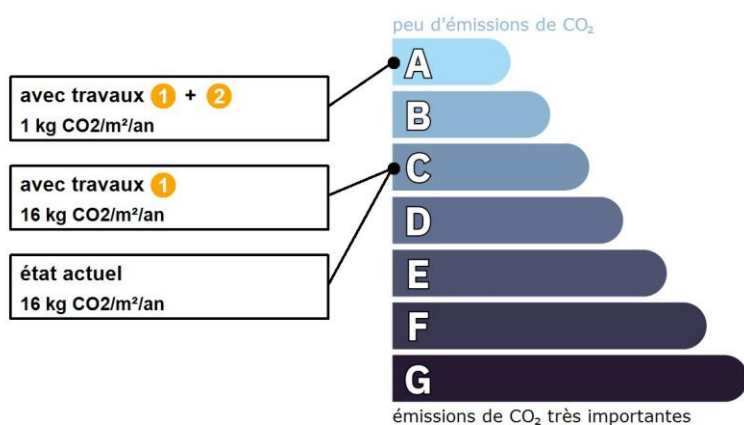 peu d'émissions de CO₂
A
avec travaux 1 + 2
1 kg CO2/m²/an
B
C
avec travaux 1
16 kg CO2/m²/an
D
état actuel
16 kg CO2/m²/an
E
F
G
émissions de CO₂ très importantes